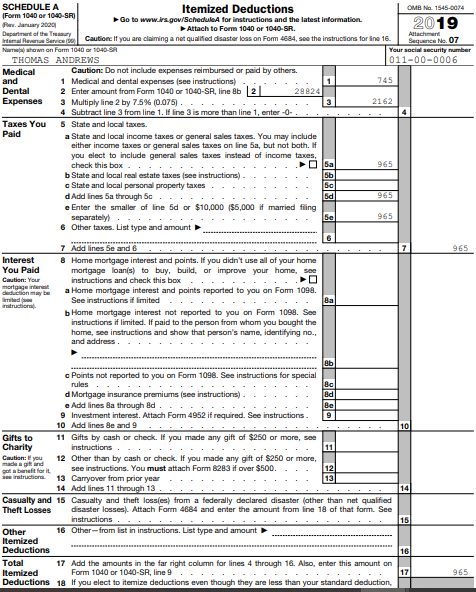 SCHEDULE A
(Form 1040 or 1040-SR)
(Rev. January 2020)
Department of the Treasury
Internal Revenue Service (99)
Itemized Deductions
▶ Go to www.irs.gov/ScheduleA for instructions and the latest information.
▶ Attach to Form 1040 or 1040-SR.
Caution: If you are claiming a net qualified disaster loss on Form 4684, see the instructions for line 16.
OMB No. 1545-0074
2019
Attachment
Sequence No. 07
Name(s) shown on Form 1040 or 1040-SR
Your social security number
THOMAS ANDREWS
011-00-0006
Medical and Dental Expenses
Caution: Do not include expenses reimbursed or paid by others.
1 Medical and dental expenses (see instructions) . . . . . . . 1 745
2 Enter amount from Form 1040 or 1040-SR, line 8b 2 28824
3 Multiply line 2 by 7.5% (0.075) . . . . . . . . . . . 3 2162
4 Subtract line 3 from line 1. If line 3 is more than line 1, enter -0- . . . . . . . 4
Taxes You Paid
5 State and local taxes.
a State and local income taxes or general sales taxes. You may include
either income taxes or general sales taxes on line 5a, but not both. If
you elect to include general sales taxes instead of income taxes,
check this box . . . . . . . . . . . . ▶ ☐ 5a 965
b State and local real estate taxes (see instructions) . . . . . . 5b
c State and local personal property taxes . . . . . . . . 5c
d Add lines 5a through 5c . . . . . . . . . . . . 5d 965
e Enter the smaller of line 5d or $10,000 ($5,000 if married filing
separately) . . . . . . . . . . . . . . 5e 965
6 Other taxes. List type and amount ▶
6
7 Add lines 5e and 6 . . . . . . . . . . . . . . . . 7 965
Interest You Paid
Caution: Your mortgage interest deduction may be limited (see instructions).
8 Home mortgage interest and points. If you didn't use all of your home
mortgage loan(s) to buy, build, or improve your home, see
instructions and check this box . . . . . . . . ▶ ☐
a Home mortgage interest and points reported to you on Form 1098.
See instructions if limited . . . . . . . . . . 8a
b Home mortgage interest not reported to you on Form 1098. See
instructions if limited. If paid to the person from whom you bought the
home, see instructions and show that person's name, identifying no.,
and address . . . . . . . . . . . . .
▶
8b
c Points not reported to you on Form 1098. See instructions for special
rules . . . . . . . . . . . . . . . 8c
d Mortgage insurance premiums (see instructions) . . . . . . 8d
e Add lines 8a through 8d . . . . . . . . . . . . 8e
9 Investment interest. Attach Form 4952 if required. See instructions . 9
10 Add lines 8e and 9 . . . . . . . . . . . . . . . . 10
Gifts to Charity
Caution: If you made a gift and got a benefit for it, see instructions.
11 Gifts by cash or check. If you made any gift of $250 or more, see
instructions . . . . . . . . . . . . . . 11
12 Other than by cash or check. If you made any gift of $250 or more,
see instructions. You must attach Form 8283 if over $500. . . . 12
13 Carryover from prior year . . . . . . . . . . . 13
14 Add lines 11 through 13 . . . . . . . . . . . . . . . 14
Casualty and Theft Losses
15 Casualty and theft loss(es) from a federally declared disaster (other than net qualified
disaster losses). Attach Form 4684 and enter the amount from line 18 of that form. See
instructions . . . . . . . . . . . . . . . . . . 15
Other Itemized Deductions
16 Other—from list in instructions. List type and amount ▶
16
Total Itemized Deductions
17 Add the amounts in the far right column for lines 4 through 16. Also, enter this amount on
Form 1040 or 1040-SR, line 9 . . . . . . . . . . . . . 17 965
18 If you elect to itemize deductions even though they are less than your standard deduction,